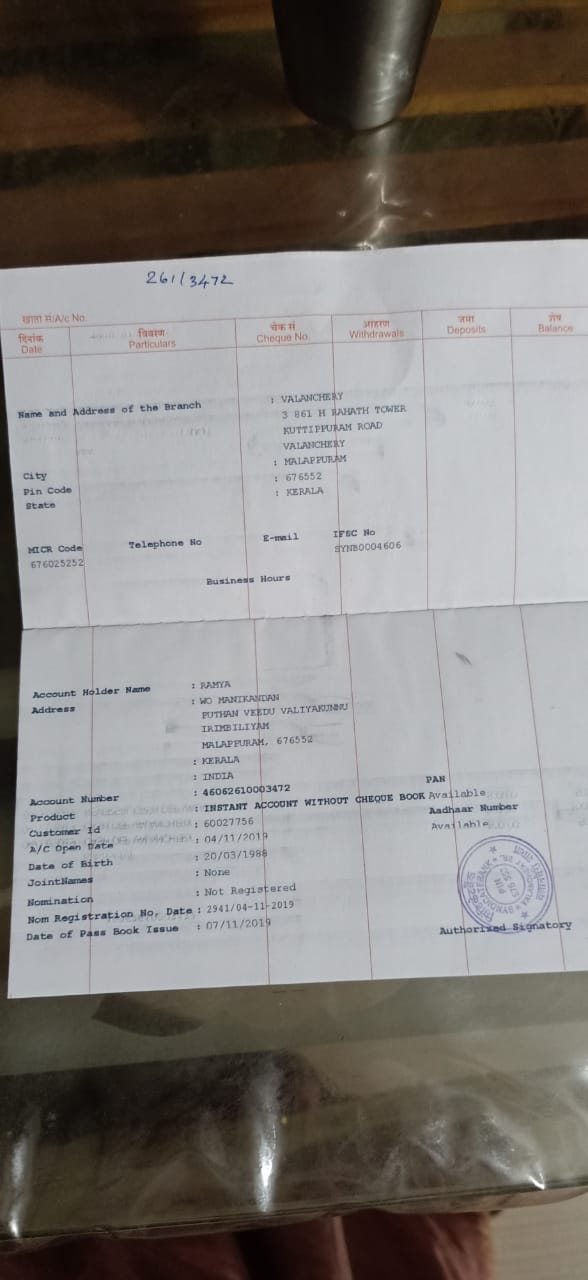 261/3472
खाता सं/A/c No.
दिनांक विवरण चेक सं आहरण जमा शेष
Date Particulars Cheque No. Withdrawals Deposits Balance
Name and Address of the Branch : VALANCHERY
3 861 H RAHATH TOWER
KUTTIPPURAM ROAD
VALANCHERY
City : MALAPPURAM
Pin Code : 676552
State : KERALA
MICR Code Telephone No E-mail IFSC No
676025252 SYNB0004606
Business Hours
Account Holder Name : RAMYA
Address : WO MANIKANDAN
PUTHAN VEEDU VALIYAKUNNU
IRIMBILIYAM
MALAPPURAM, 676552
: KERALA
: INDIA
Account Number : 46062610003472 PAN
Product : INSTANT ACCOUNT WITHOUT CHEQUE BOOK Available
Customer Id : 60027756 Aadhaar Number
A/C Open Date : 04/11/2019 Available
Date of Birth : 20/03/1988
JointNames : None
Nomination : Not Registered
Nom Registration No. Date : 2941/04-11-2019
Date of Pass Book Issue : 07/11/2019
Authorized Signatory